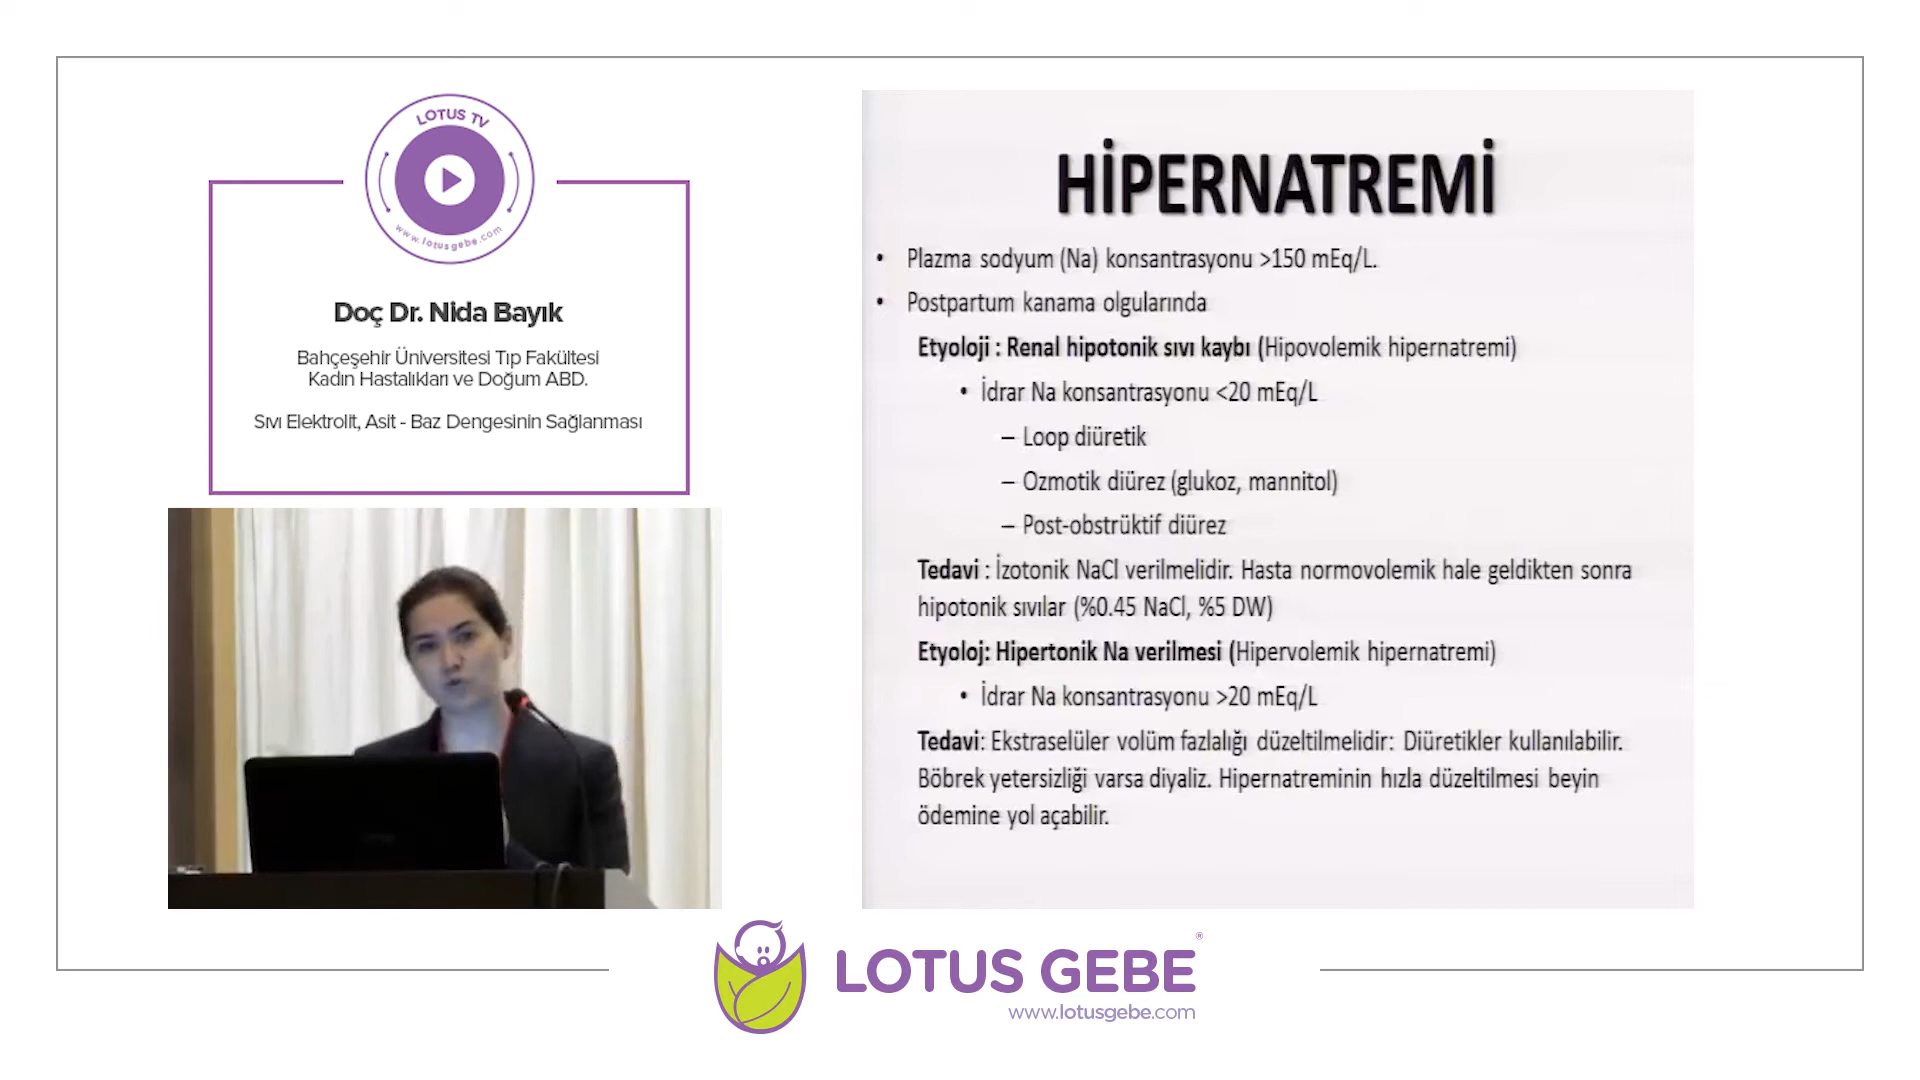 LOTUS TV
www.lotusgebe.com
Doç Dr. Nida Bayık
Bahçeşehir Üniversitesi Tıp Fakültesi
Kadın Hastalıkları ve Doğum ABD.
Sıvı Elektrolit, Asit - Baz Dengesinin Sağlanması
HİPERNATREMİ
• Plazma sodyum (Na) konsantrasyonu >150 mEq/L.
• Postpartum kanama olgularında
Etyoloji : Renal hipotonik sıvı kaybı (Hipovolemik hipernatremi)
• İdrar Na konsantrasyonu <20 mEq/L
– Loop diüretik
– Ozmotik diürez (glukoz, mannitol)
– Post-obstrüktif diürez
Tedavi : İzotonik NaCl verilmelidir. Hasta normovolemik hale geldikten sonra
hipotonik sıvılar (%0.45 NaCl, %5 DW)
Etyoloj: Hipertonik Na verilmesi (Hipervolemik hipernatremi)
• İdrar Na konsantrasyonu >20 mEq/L
Tedavi: Ekstraselüler volüm fazlalığı düzeltilmelidir: Diüretikler kullanılabilir.
Böbrek yetersizliği varsa diyaliz. Hipernatreminin hızla düzeltilmesi beyin
ödemine yol açabilir.
LOTUS GEBE®
www.lotusgebe.com